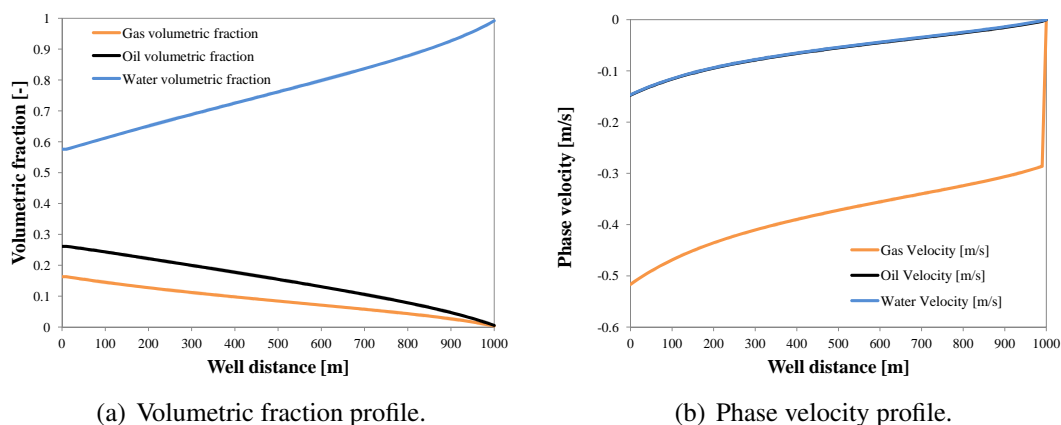 1
0.9
0.8
0.7
0.6
0.5
0.4
0.3
0.2
0.1
0
Volumetric fraction [-]
Gas volumetric fraction
Oil volumetric fraction
Water volumetric fraction
0 100 200 300 400 500 600 700 800 900 1000
Well distance [m]
(a) Volumetric fraction profile.
0
-0.1
-0.2
-0.3
-0.4
-0.5
-0.6
Phase velocity [m/s]
Gas Velocity [m/s]
Oil Velocity [m/s]
Water Velocity [m/s]
0 100 200 300 400 500 600 700 800 900 1000
Well distance [m]
(b) Phase velocity profile.